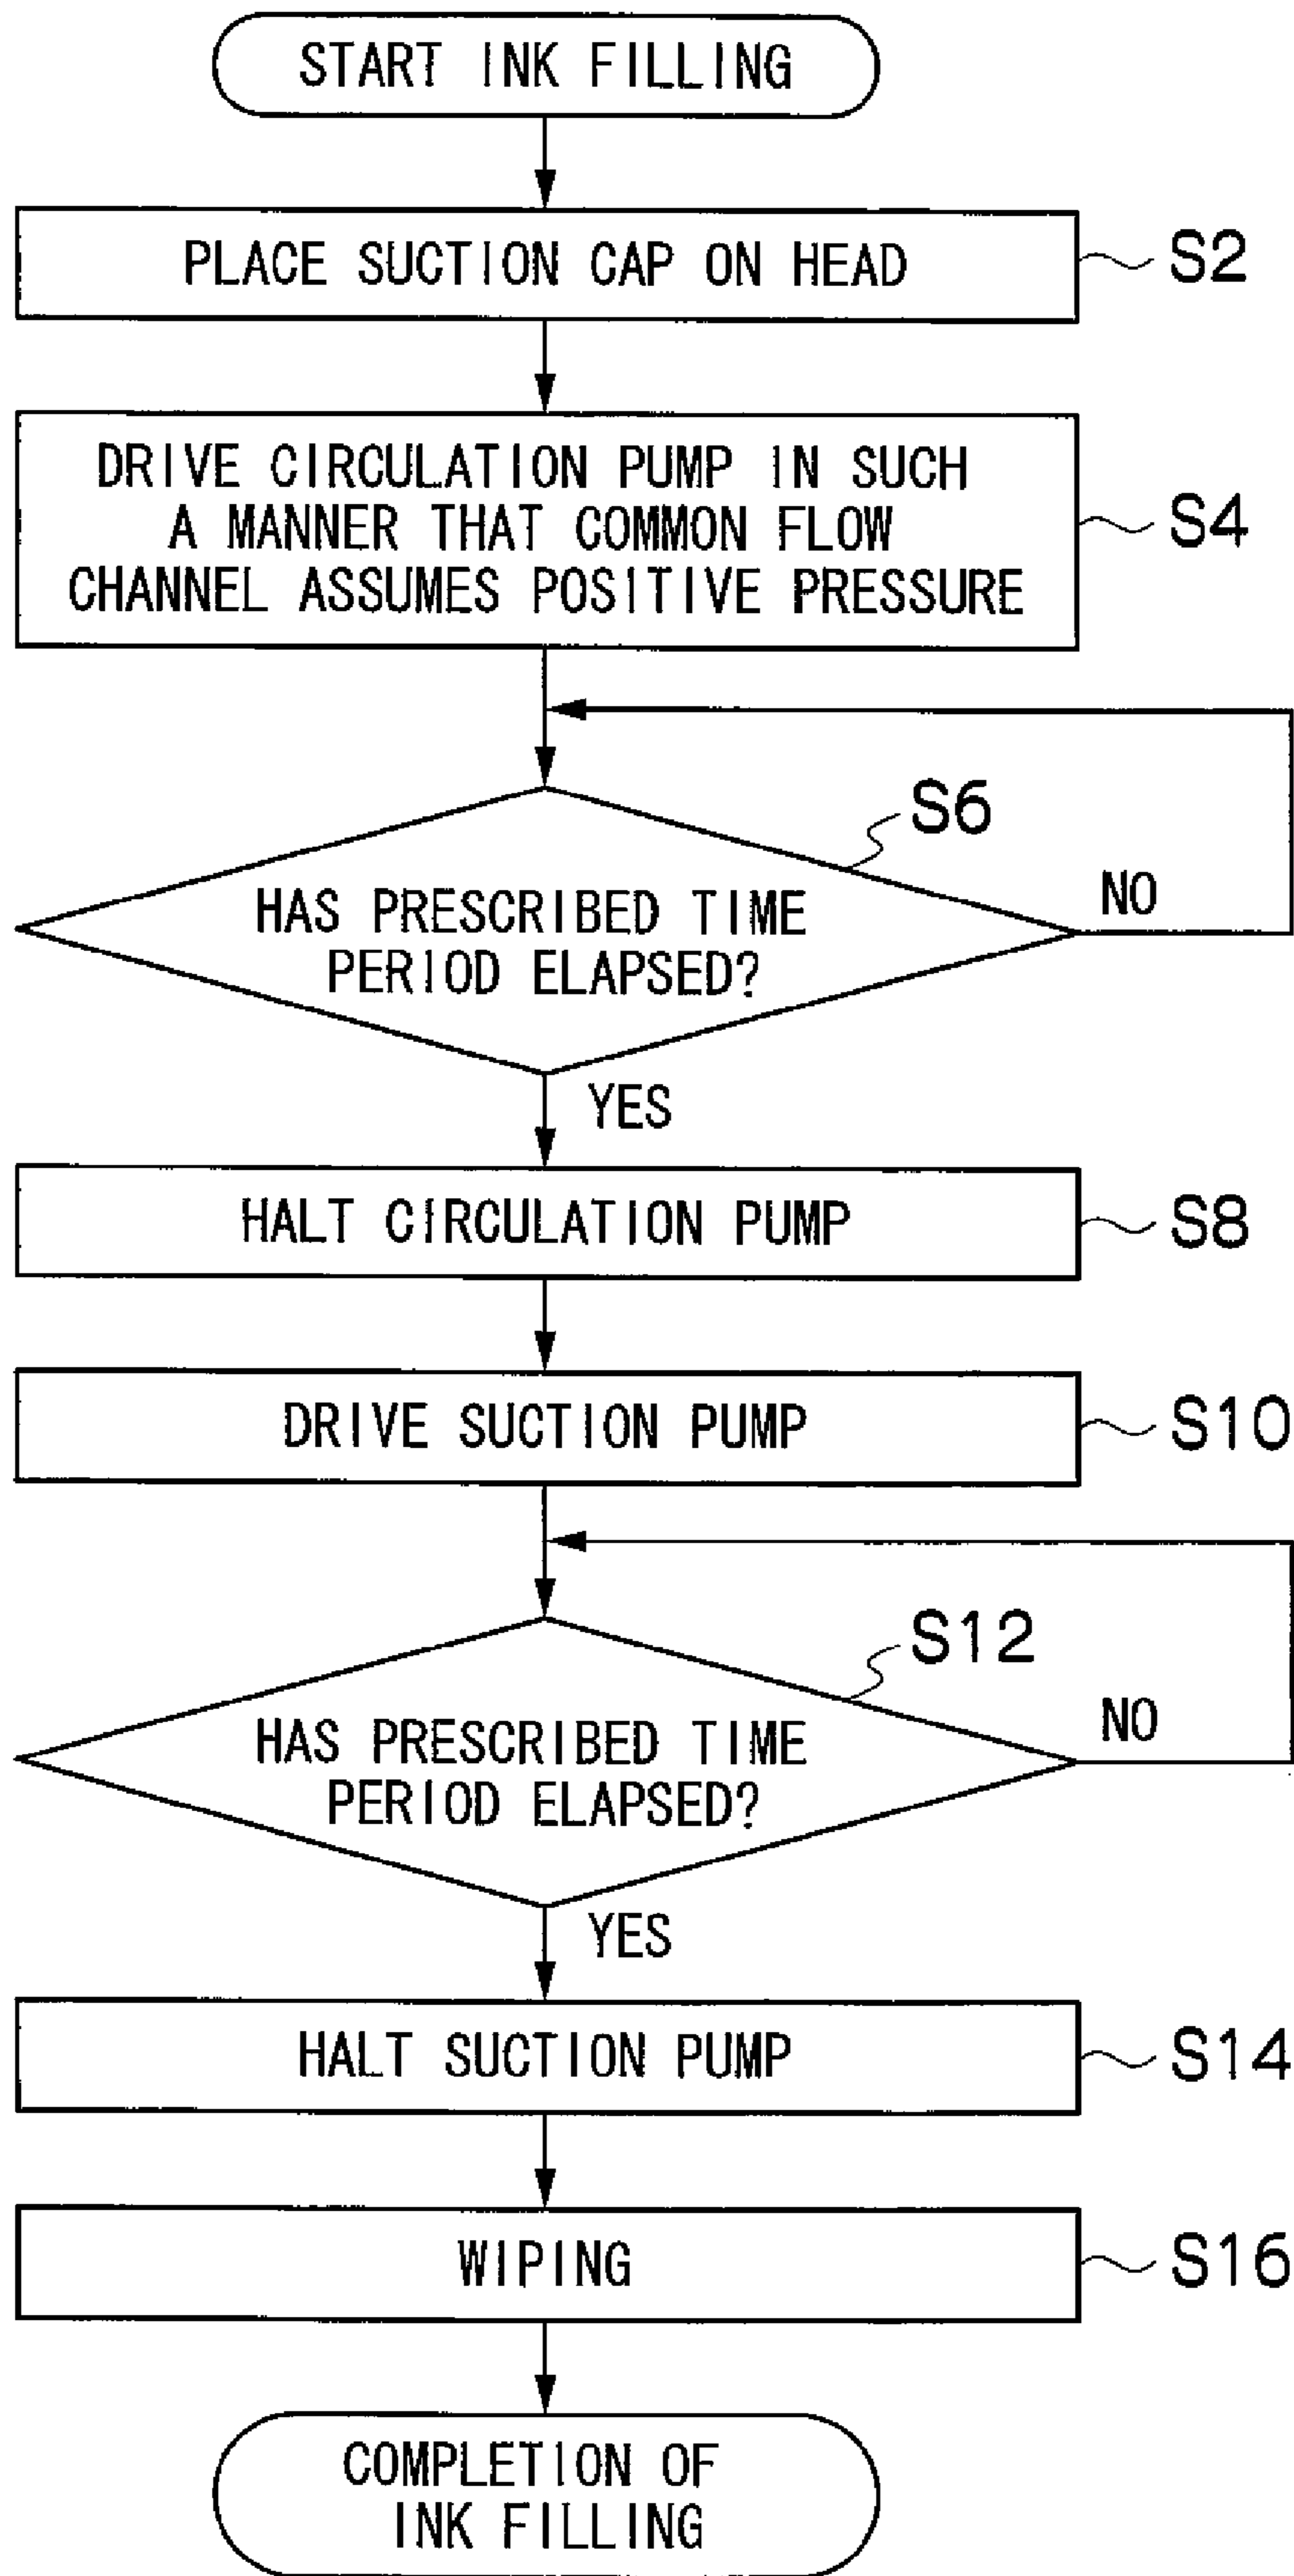 START INK FILLING
PLACE SUCTION CAP ON HEAD
S2
DRIVE CIRCULATION PUMP IN SUCH
A MANNER THAT COMMON FLOW
CHANNEL ASSUMES POSITIVE PRESSURE
S4
S6
HAS PRESCRIBED TIME
PERIOD ELAPSED?
NO
YES
HALT CIRCULATION PUMP
S8
DRIVE SUCTION PUMP
S10
S12
HAS PRESCRIBED TIME
PERIOD ELAPSED?
NO
YES
HALT SUCTION PUMP
S14
WIPING
S16
COMPLETION OF
INK FILLING